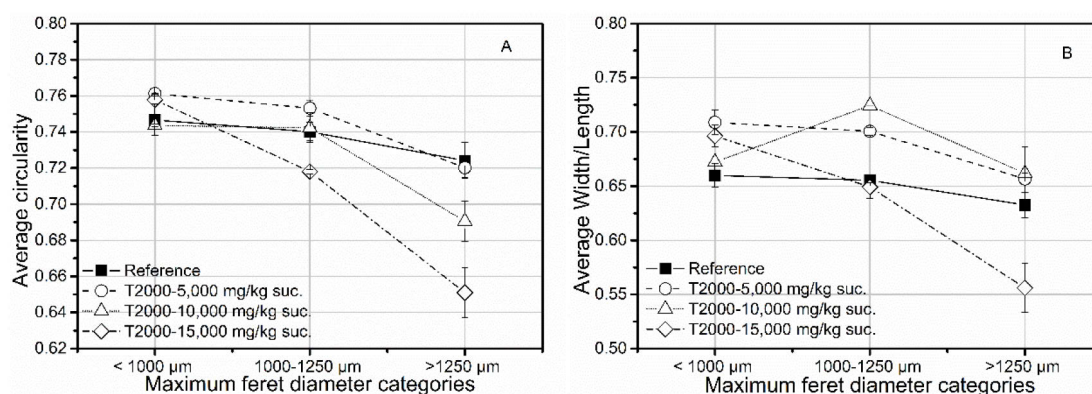 A
Average circularity
0.80
0.78
0.76
0.74
0.72
0.70
0.68
0.66
0.64
0.62
Reference
T2000-5,000 mg/kg suc.
T2000-10,000 mg/kg suc.
T2000-15,000 mg/kg suc.
< 1000 µm
1000-1250 µm
>1250 µm
Maximum feret diameter categories
B
Average Width/Length
0.80
0.75
0.70
0.65
0.60
0.55
0.50
Reference
T2000-5,000 mg/kg suc.
T2000-10,000 mg/kg suc.
T2000-15,000 mg/kg suc.
< 1000 µm
1000-1250 µm
>1250 µm
Maximum feret diameter categories